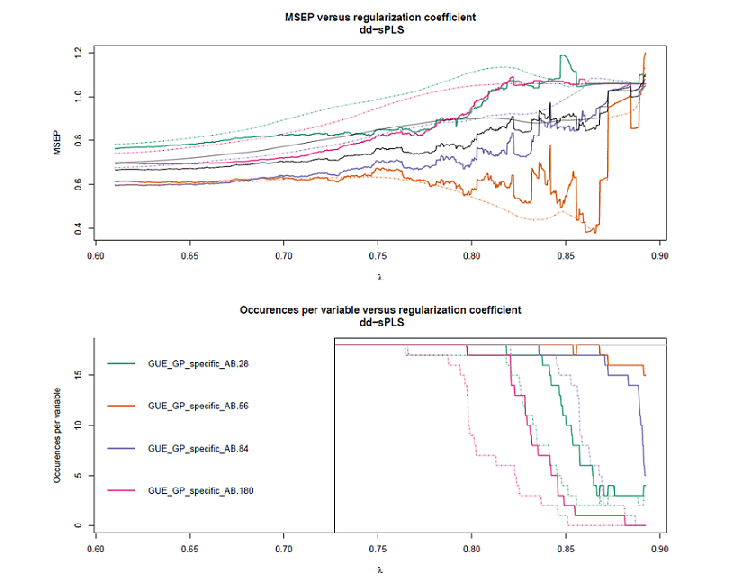 MSEP versus regularization coefficient
dd−sPLS
MSEP
1.2
1.0
0.8
0.6
0.4
0.60
0.65
0.70
0.75
0.80
0.85
0.90
λ
Occurences per variable versus regularization coefficient
dd−sPLS
Occurences per variable
15
10
5
0
GUE_GP_specific_AB.28
GUE_GP_specific_AB.56
GUE_GP_specific_AB.84
GUE_GP_specific_AB.180
0.60
0.65
0.70
0.75
0.80
0.85
0.90
λ